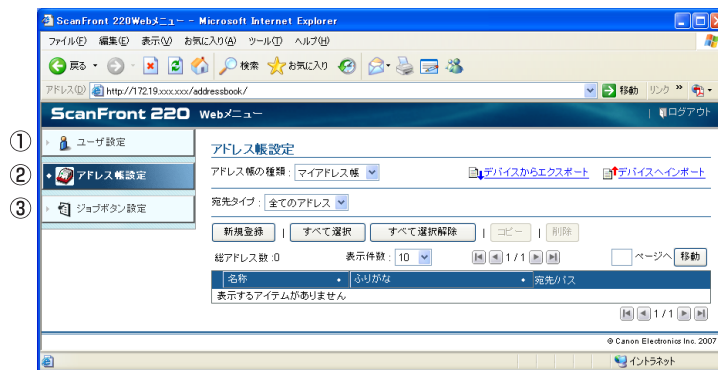 ScanFront 220Webメニュー - Microsoft Internet Explorer
ファイル(F) 編集(E) 表示(V) お気に入り(A) ツール(T) ヘルプ(H)
戻る 検索 お気に入り
アドレス(D) http://172.19.xxx.xxx/addressbook/ 移動 リンク »
ScanFront 220 Webメニュー ログアウト
① ユーザ設定
② アドレス帳設定
③ ジョブボタン設定
アドレス帳設定
アドレス帳の種類 : マイアドレス帳 デバイスからエクスポート デバイスへインポート
宛先タイプ : 全てのアドレス
新規登録 | すべて選択 すべて選択解除 | コピー | 削除
総アドレス数 :0 表示件数 : 10 1 / 1 ページへ 移動
名称 ふりがな 宛先/パス
表示するアイテムがありません
1 / 1
© Canon Electronics Inc. 2007
イントラネット